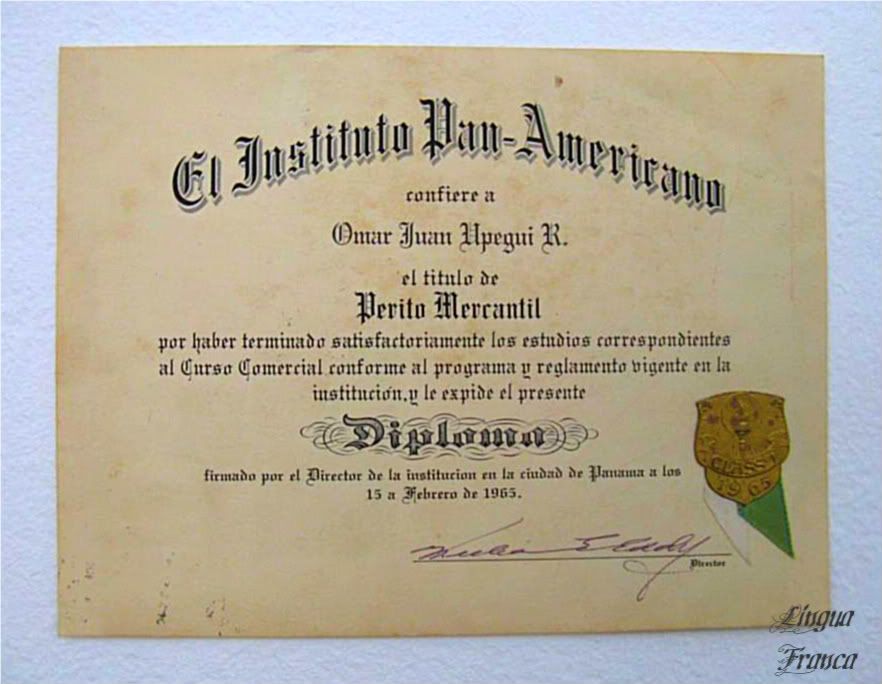 El Instituto Pan-Americano
confiere a
Omar Juan Upegui R.
el titulo de
Perito Mercantil
por haber terminado satisfactoriamente los estudios correspondientes
al Curso Comercial conforme al programa y reglamento vigente en la
institución, y le expide el presente
Diploma
firmado por el Director de la institucion en la ciudad de Panama a los
15 a Febrero de 1965.
Director
CLASS
1965
Lingua
Franca